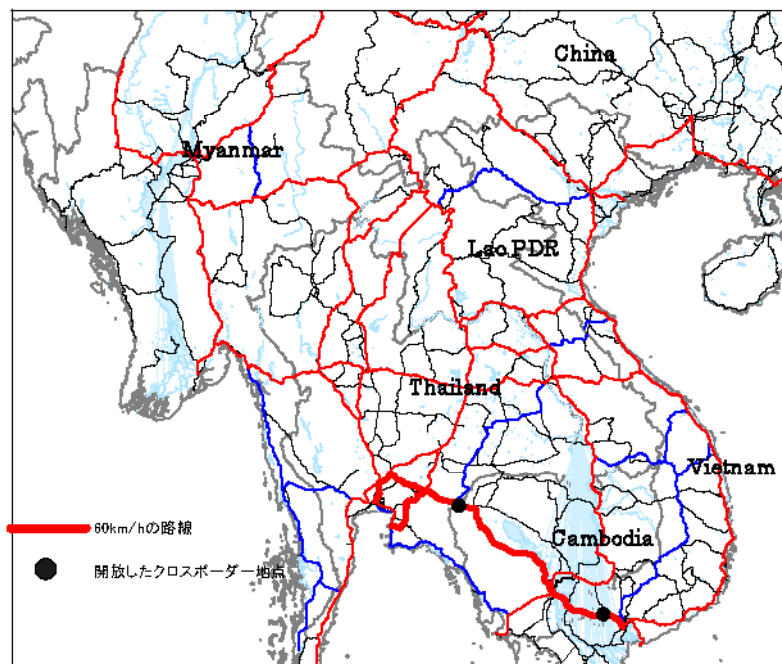 China
Myanmar
Lao PDR
Thailand
Vietnam
60km/hの路線
Cambodia
開放したクロスボーダー地点